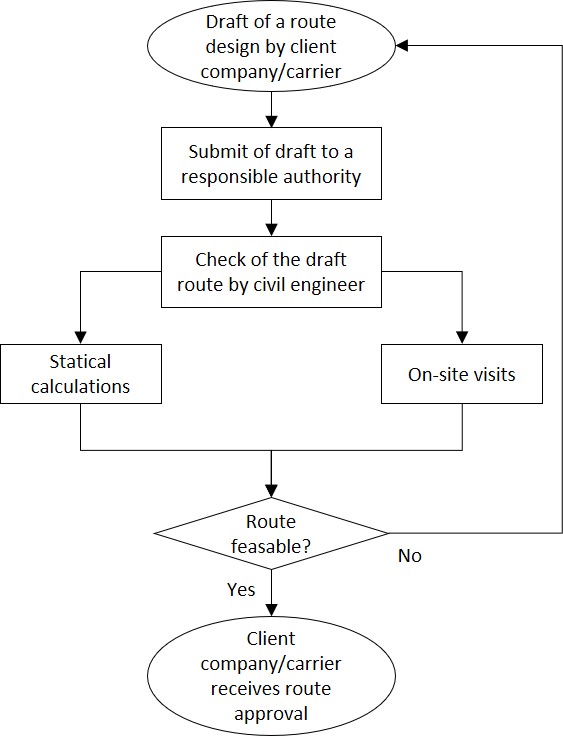 Draft of a route
design by client
company/carrier
Submit of draft to a
responsible authority
Check of the draft
route by civil engineer
Statical
calculations
On-site visits
Route
feasable?
No
Yes
Client
company/carrier
receives route
approval